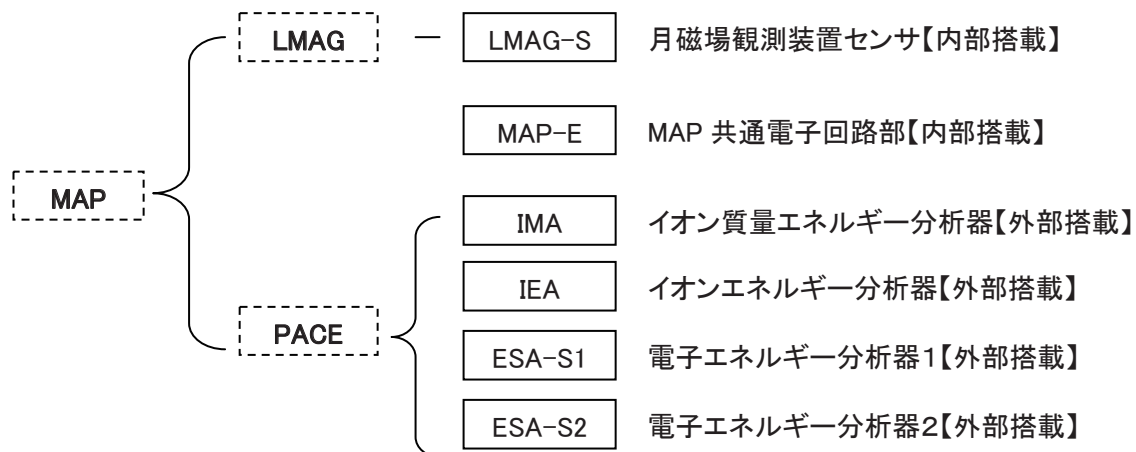 LMAG
LMAG-S 月磁場観測装置センサ【内部搭載】
MAP-E MAP 共通電子回路部【内部搭載】
MAP
IMA イオン質量エネルギー分析器【外部搭載】
IEA イオンエネルギー分析器【外部搭載】
PACE
ESA-S1 電子エネルギー分析器1【外部搭載】
ESA-S2 電子エネルギー分析器2【外部搭載】